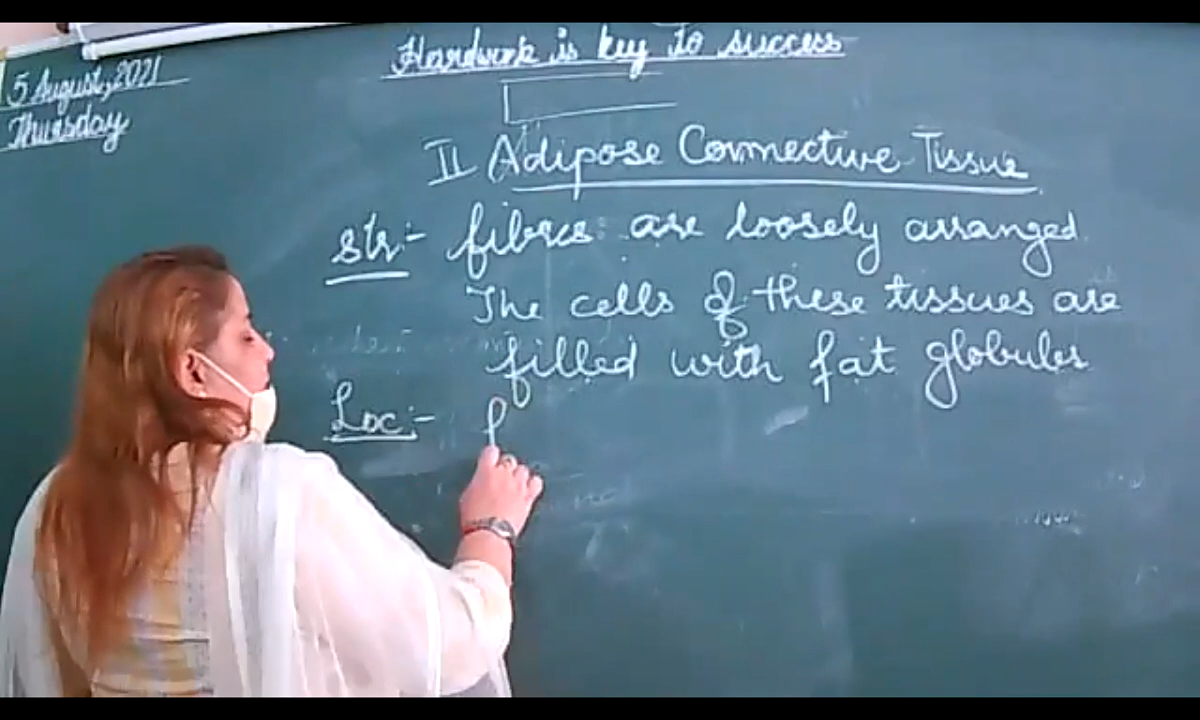 Hardwork is key to success
5 August, 2021
Thursday
II Adipose Connective Tissue
Str:- fibres are loosely arranged.
The cells of these tissues are
filled with fat globules.
Loc:- f